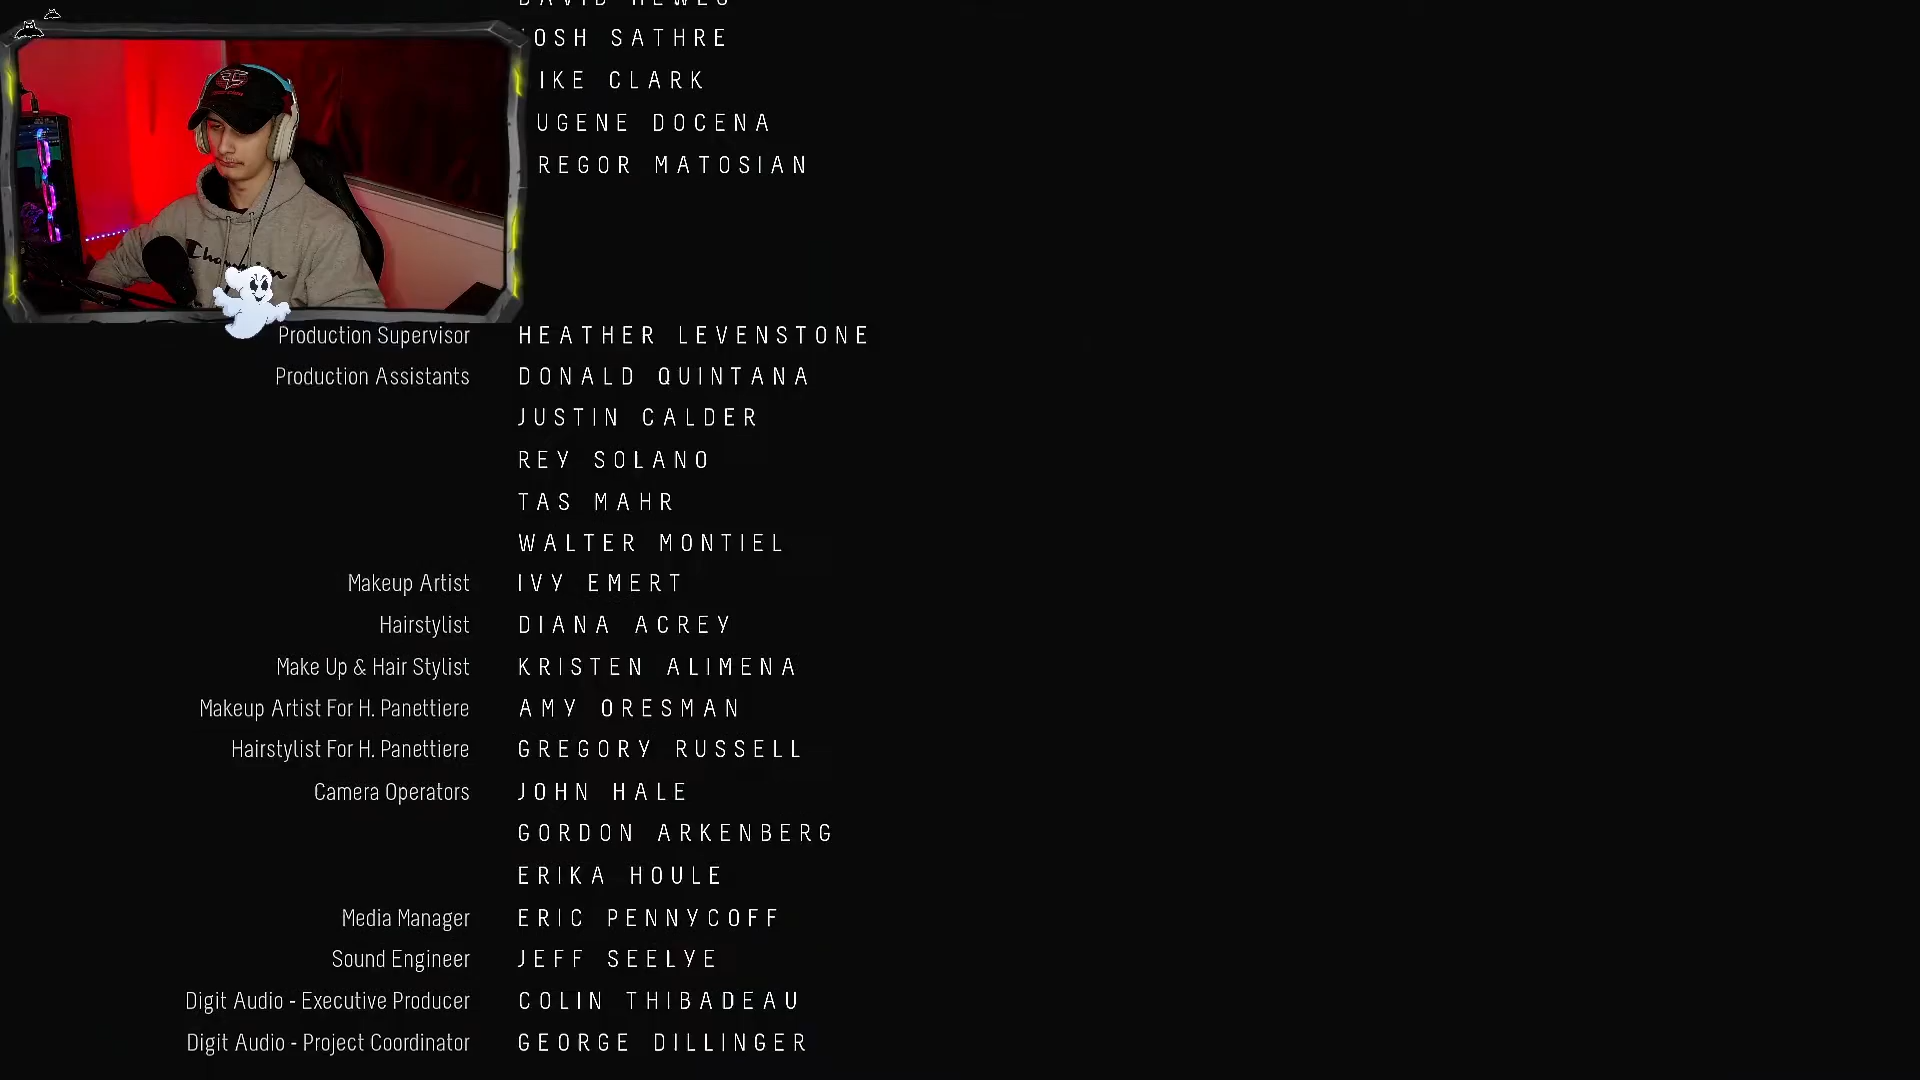 OSH SATHRE
IKE CLARK
UGENE DOCENA
REGOR MATOSIAN
Production Supervisor HEATHER LEVENSTONE
Production Assistants DONALD QUINTANA
JUSTIN CALDER
REY SOLANO
TAS MAHR
WALTER MONTIEL
Makeup Artist IVY EMERT
Hairstylist DIANA ACREY
Make Up & Hair Stylist KRISTEN ALIMENA
Makeup Artist For H. Panettiere AMY ORESMAN
Hairstylist For H. Panettiere GREGORY RUSSELL
Camera Operators JOHN HALE
GORDON ARKENBERG
ERIKA HOULE
Media Manager ERIC PENNYCOFF
Sound Engineer JEFF SEELYE
Digit Audio - Executive Producer COLIN THIBADEAU
Digit Audio - Project Coordinator GEORGE DILLINGER